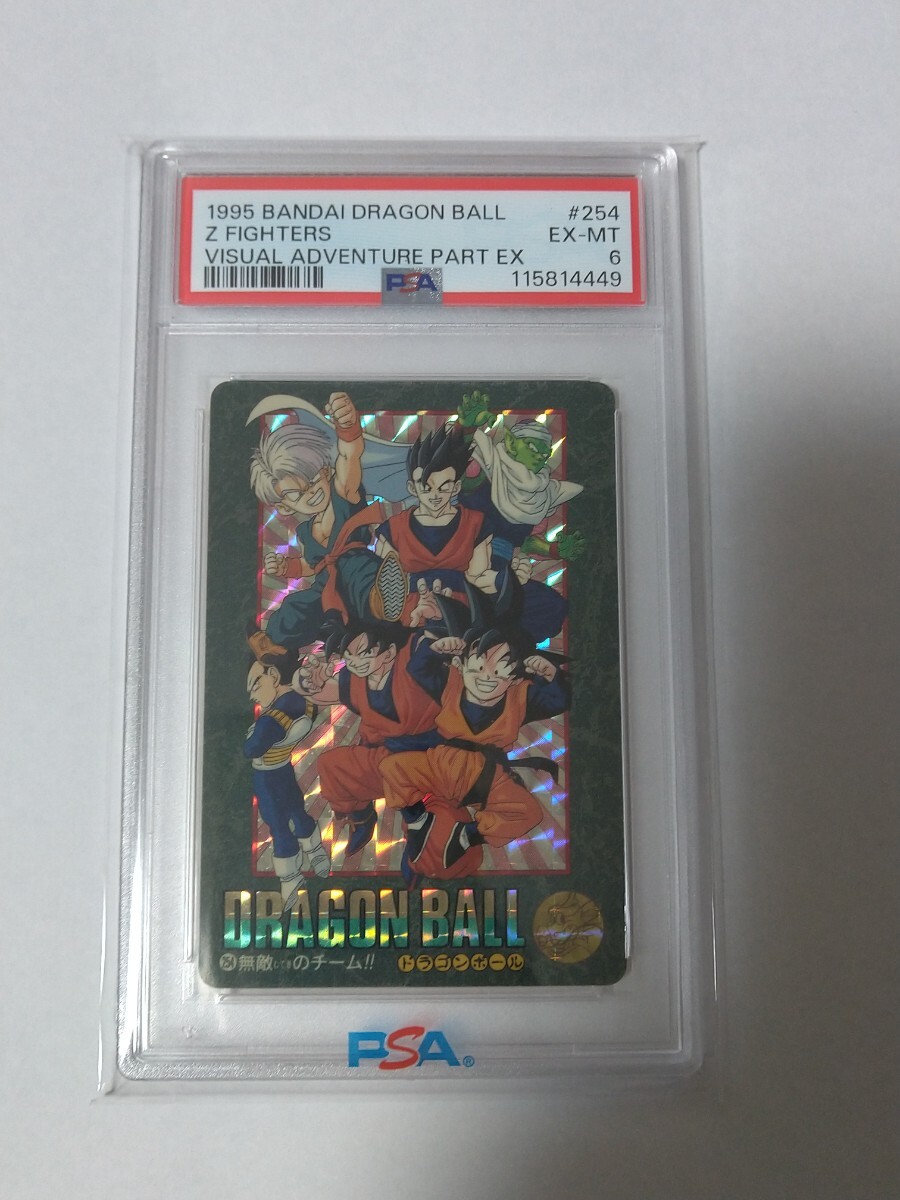 1995 BANDAI DRAGON BALL #254
Z FIGHTERS EX-MT
VISUAL ADVENTURE PART EX 6
PSA 115814449
DRAGON BALL
254 無敵のチーム!! ドラゴンボール
PSA®